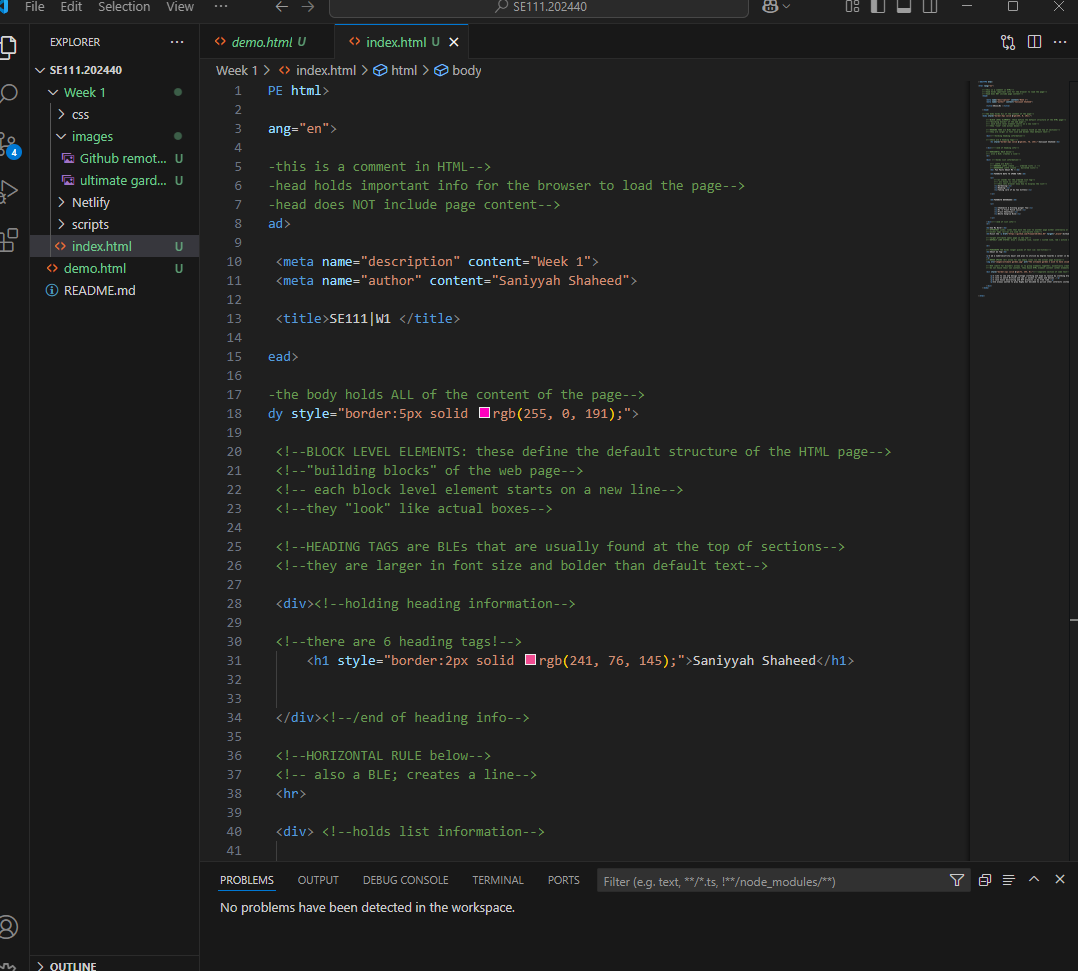 File Edit Selection View ··· SE111.202440
EXPLORER ···
SE111.202440
Week 1
css
images
Github remot... U
ultimate gard... U
Netlify
scripts
index.html U
demo.html U
README.md
OUTLINE
4
demo.html U index.html U
Week 1 > index.html > html > body
1 PE html>
2
3 ang="en">
4
5 -this is a comment in HTML-->
6 -head holds important info for the browser to load the page-->
7 -head does NOT include page content-->
8 ad>
9
10 <meta name="description" content="Week 1">
11 <meta name="author" content="Saniyyah Shaheed">
12
13 <title>SE111|W1 </title>
14
15 ead>
16
17 -the body holds ALL of the content of the page-->
18 dy style="border:5px solid rgb(255, 0, 191);">
19
20 <!--BLOCK LEVEL ELEMENTS: these define the default structure of the HTML page-->
21 <!--"building blocks" of the web page-->
22 <!-- each block level element starts on a new line-->
23 <!--they "look" like actual boxes-->
24
25 <!--HEADING TAGS are BLEs that are usually found at the top of sections-->
26 <!--they are larger in font size and bolder than default text-->
27
28 <div><!--holding heading information-->
29
30 <!--there are 6 heading tags!-->
31 <h1 style="border:2px solid rgb(241, 76, 145);">Saniyyah Shaheed</h1>
32
33
34 </div><!--/end of heading info-->
35
36 <!--HORIZONTAL RULE below-->
37 <!-- also a BLE; creates a line-->
38 <hr>
39
40 <div> <!--holds list information-->
41
PROBLEMS OUTPUT DEBUG CONSOLE TERMINAL PORTS Filter (e.g. text, **/*.ts, !**/node_modules/**)
No problems have been detected in the workspace.